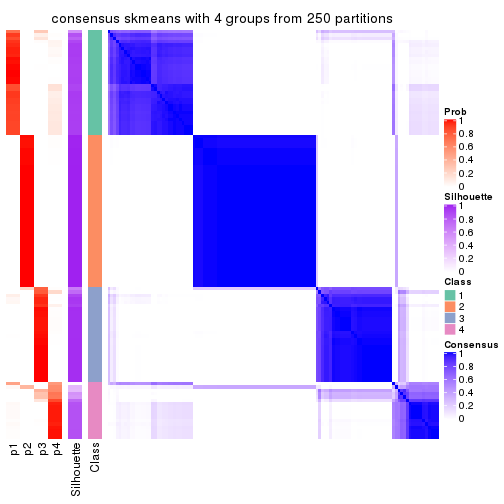 consensus skmeans with 4 groups from 250 partitions
Prob
1
0.8
0.6
0.4
0.2
0
Silhouette
1
0.8
0.6
0.4
0.2
0
Class
1
2
3
4
Consensus
1
0.8
0.6
0.4
0.2
0
p1
p2
p3
p4
Silhouette
Class